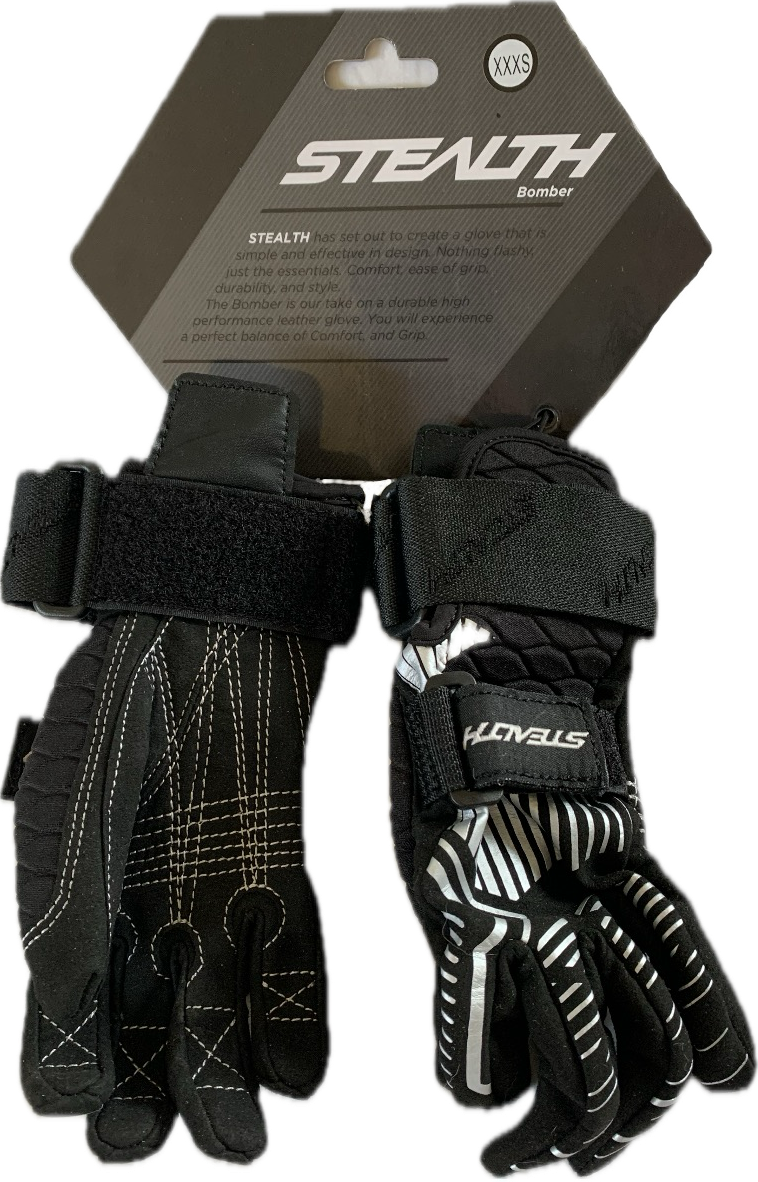 XXXS
STEALTH
Bomber
STEALTH has set out to create a glove that is
simple and effective in design. Nothing flashy,
just the essentials. Comfort, ease of grip,
durability, and style.
The Bomber is our take on a durable high
performance leather glove. You will experience
a perfect balance of Comfort, and Grip.
STEALTH